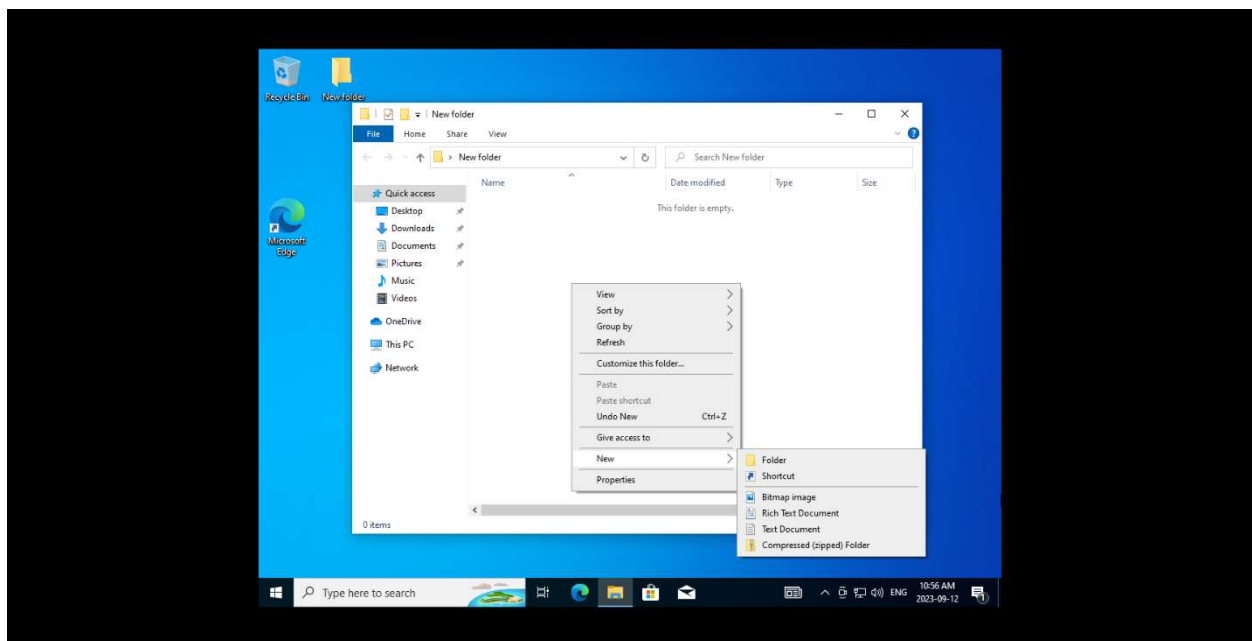 Recycle Bin
New folder
New folder
File Home Share View
New folder
Search New folder
Name Date modified Type Size
This folder is empty.
Quick access
Desktop
Downloads
Documents
Pictures
Music
Videos
OneDrive
This PC
Network
Microsoft
Edge
View
Sort by
Group by
Refresh
Customize this folder...
Paste
Paste shortcut
Undo New Ctrl+Z
Give access to
New
Properties
Folder
Shortcut
Bitmap image
Rich Text Document
Text Document
Compressed (zipped) Folder
0 items
Type here to search
ENG
10:56 AM
2023-09-12
1